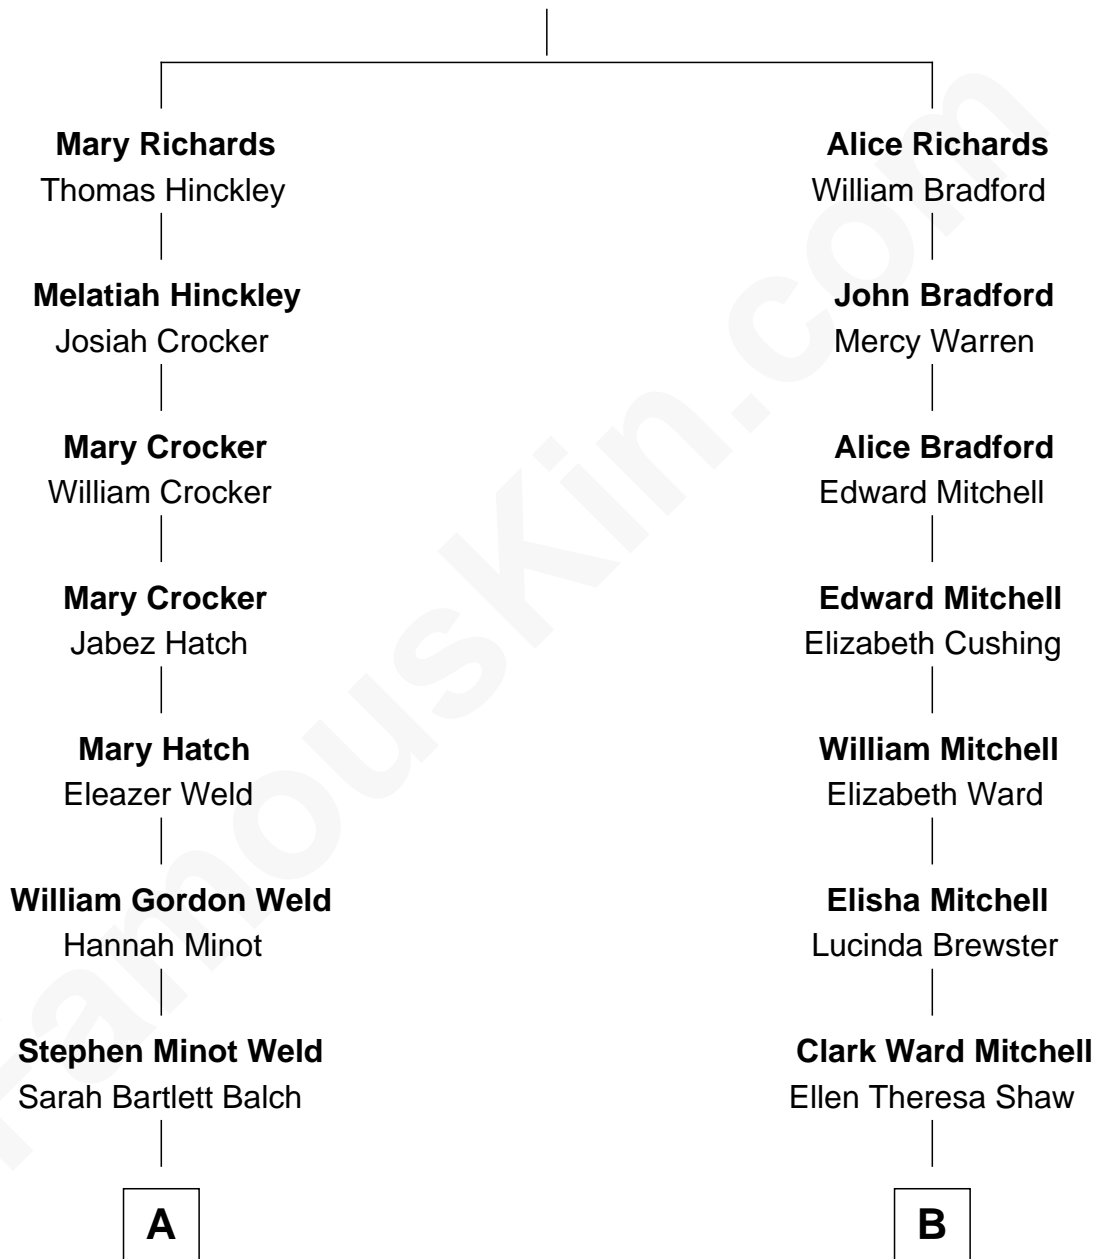 Mary Richards
Thomas Hinckley
Alice Richards
William Bradford
Melatiah Hinckley
Josiah Crocker
John Bradford
Mercy Warren
Mary Crocker
William Crocker
Alice Bradford
Edward Mitchell
Mary Crocker
Jabez Hatch
Edward Mitchell
Elizabeth Cushing
Mary Hatch
Eleazer Weld
William Mitchell
Elizabeth Ward
William Gordon Weld
Hannah Minot
Elisha Mitchell
Lucinda Brewster
Stephen Minot Weld
Sarah Bartlett Balch
Clark Ward Mitchell
Ellen Theresa Shaw
A
B
FamousKin.com